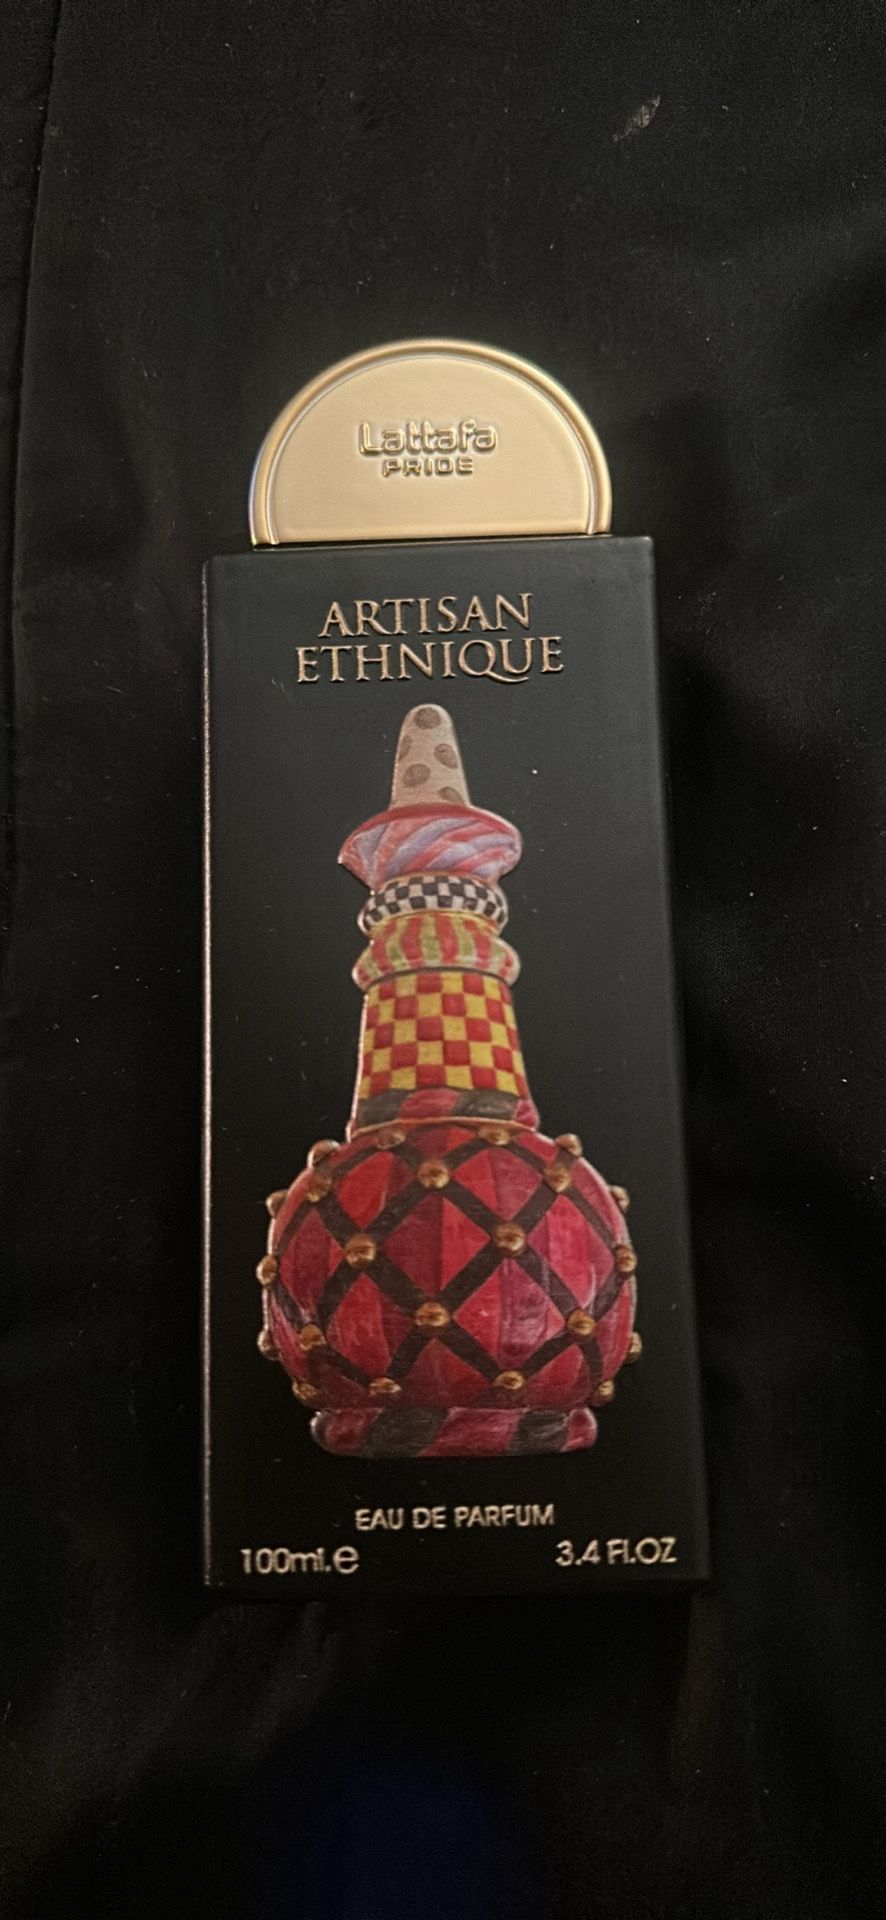 Lattafa
PRIDE
ARTISAN
ETHNIQUE
EAU DE PARFUM
100ml.e
3.4 Fl.OZ